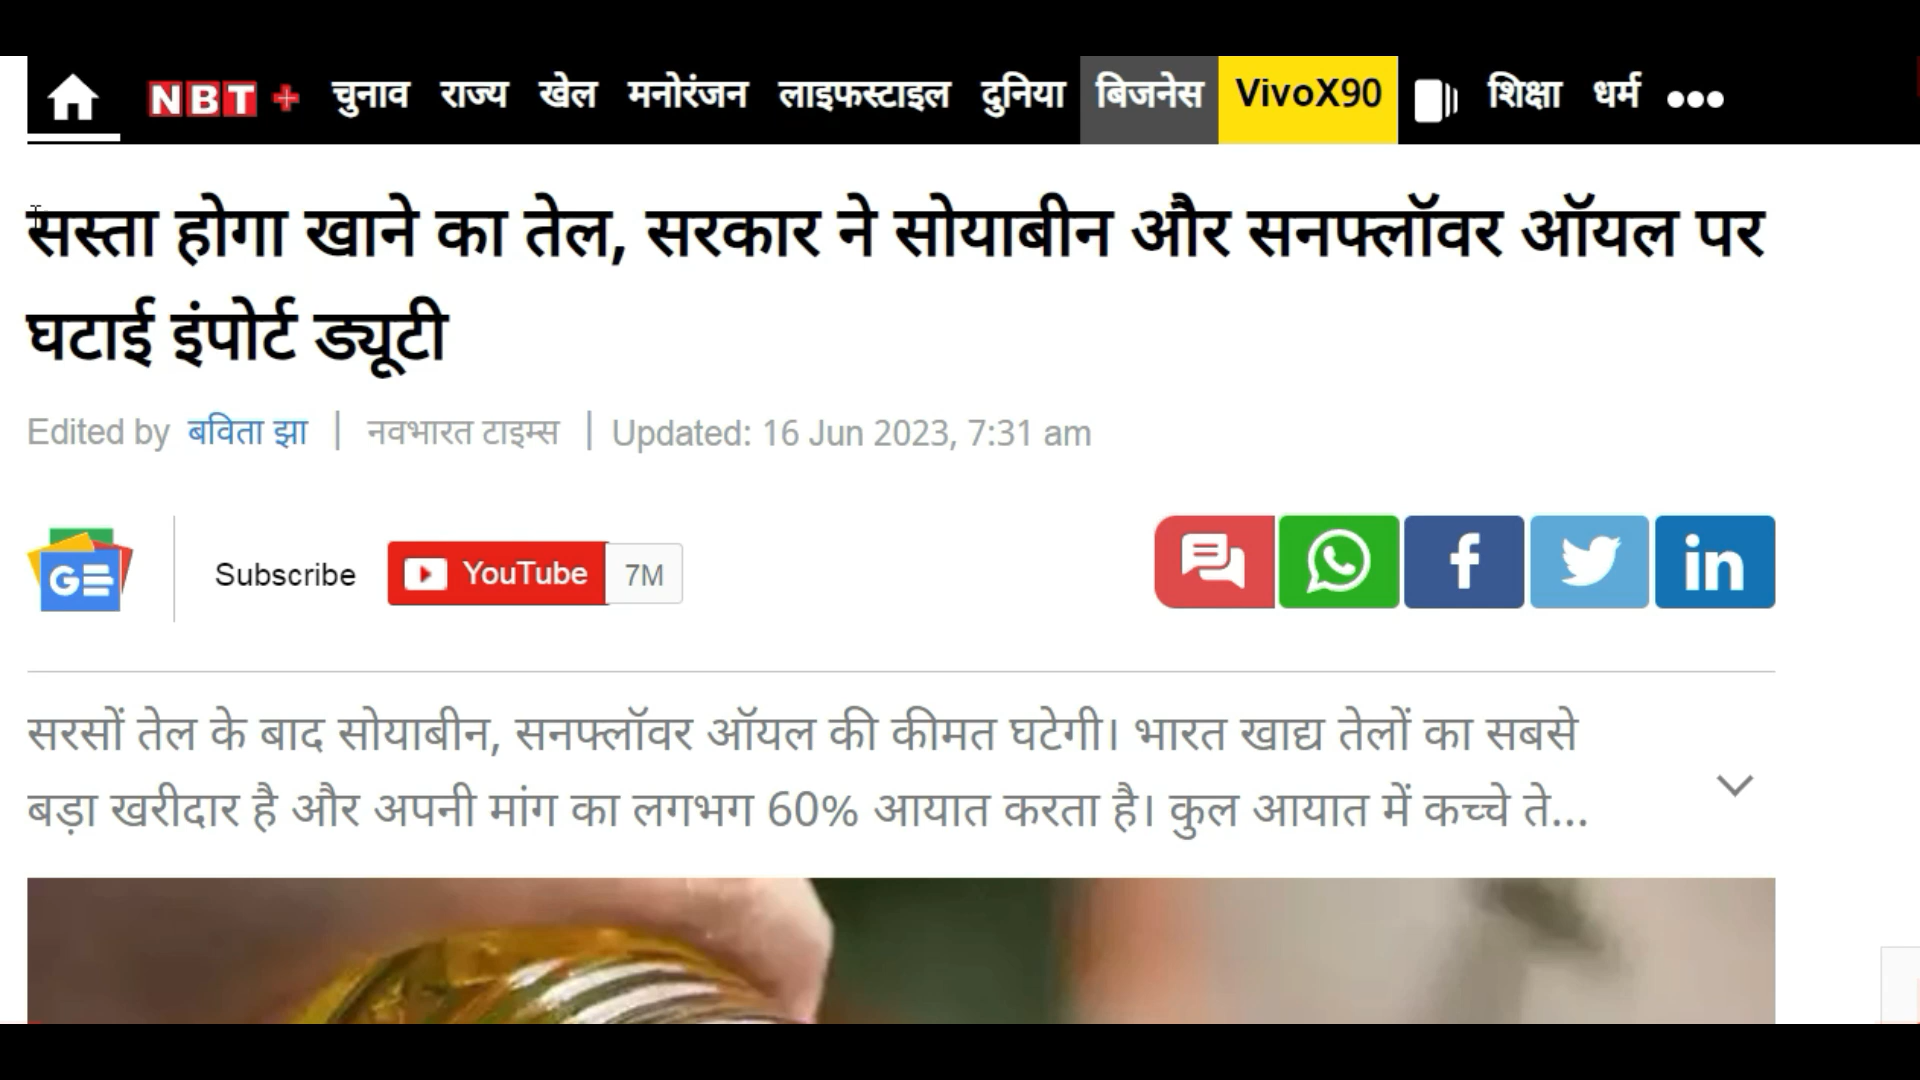 NBT + चुनाव राज्य खेल मनोरंजन लाइफस्टाइल दुनिया बिजनेस VivoX90 शिक्षा धर्म
सस्ता होगा खाने का तेल, सरकार ने सोयाबीन और सनफ्लॉवर ऑयल पर
घटाई इंपोर्ट ड्यूटी
Edited by बविता झा | नवभारत टाइम्स | Updated: 16 Jun 2023, 7:31 am
GE Subscribe YouTube 7M f in
सरसों तेल के बाद सोयाबीन, सनफ्लॉवर ऑयल की कीमत घटेगी। भारत खाद्य तेलों का सबसे
बड़ा खरीदार है और अपनी मांग का लगभग 60% आयात करता है। कुल आयात में कच्चे ते...